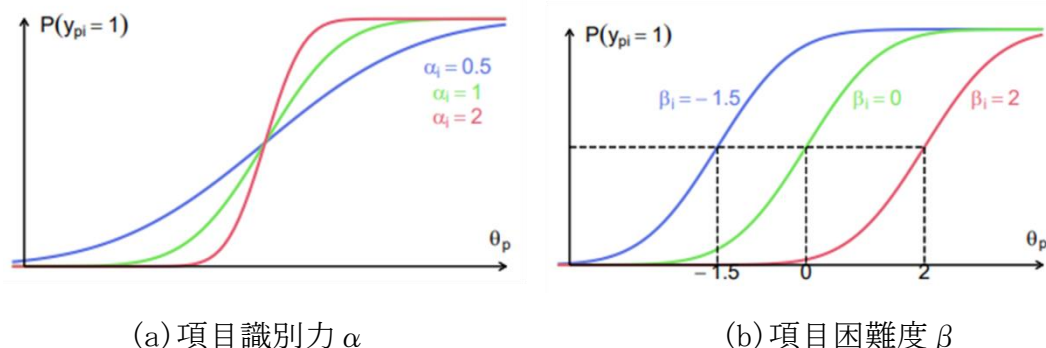 P(y_pi = 1)
α_i = 0.5
α_i = 1
α_i = 2
θ_p
(a)項目識別力 α
P(y_pi = 1)
β_i = − 1.5
β_i = 0
β_i = 2
θ_p
− 1.5
0
2
(b)項目困難度 β